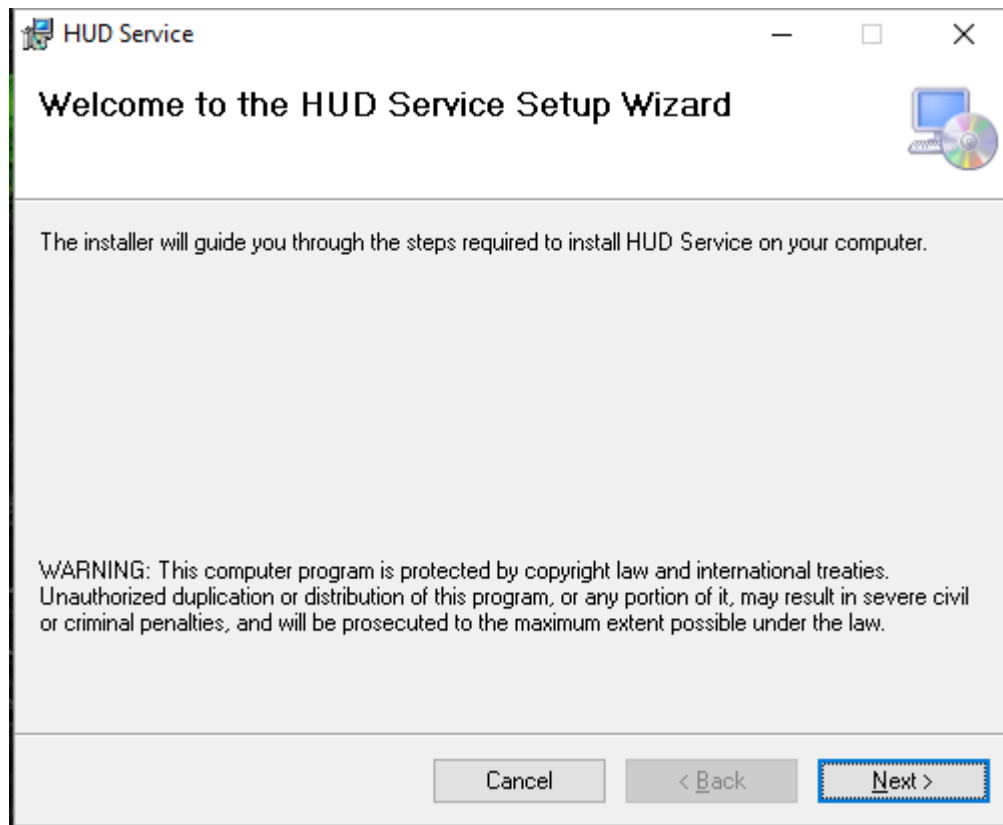 HUD Service
Welcome to the HUD Service Setup Wizard
The installer will guide you through the steps required to install HUD Service on your computer.
WARNING: This computer program is protected by copyright law and international treaties.
Unauthorized duplication or distribution of this program, or any portion of it, may result in severe civil
or criminal penalties, and will be prosecuted to the maximum extent possible under the law.
Cancel
< Back
Next >